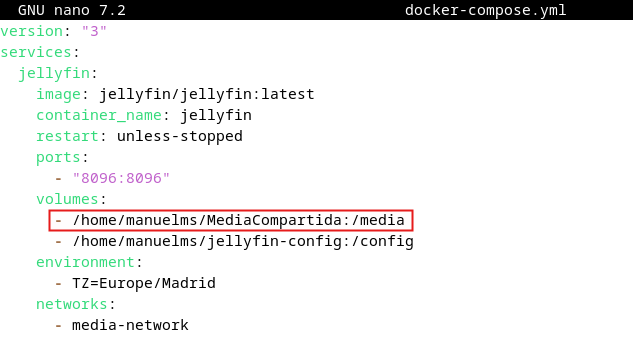 GNU nano 7.2 docker-compose.yml
version: "3"
services:
  jellyfin:
    image: jellyfin/jellyfin:latest
    container_name: jellyfin
    restart: unless-stopped
    ports:
      - "8096:8096"
    volumes:
      - /home/manuelms/MediaCompartida:/media
      - /home/manuelms/jellyfin-config:/config
    environment:
      - TZ=Europe/Madrid
    networks:
      - media-network